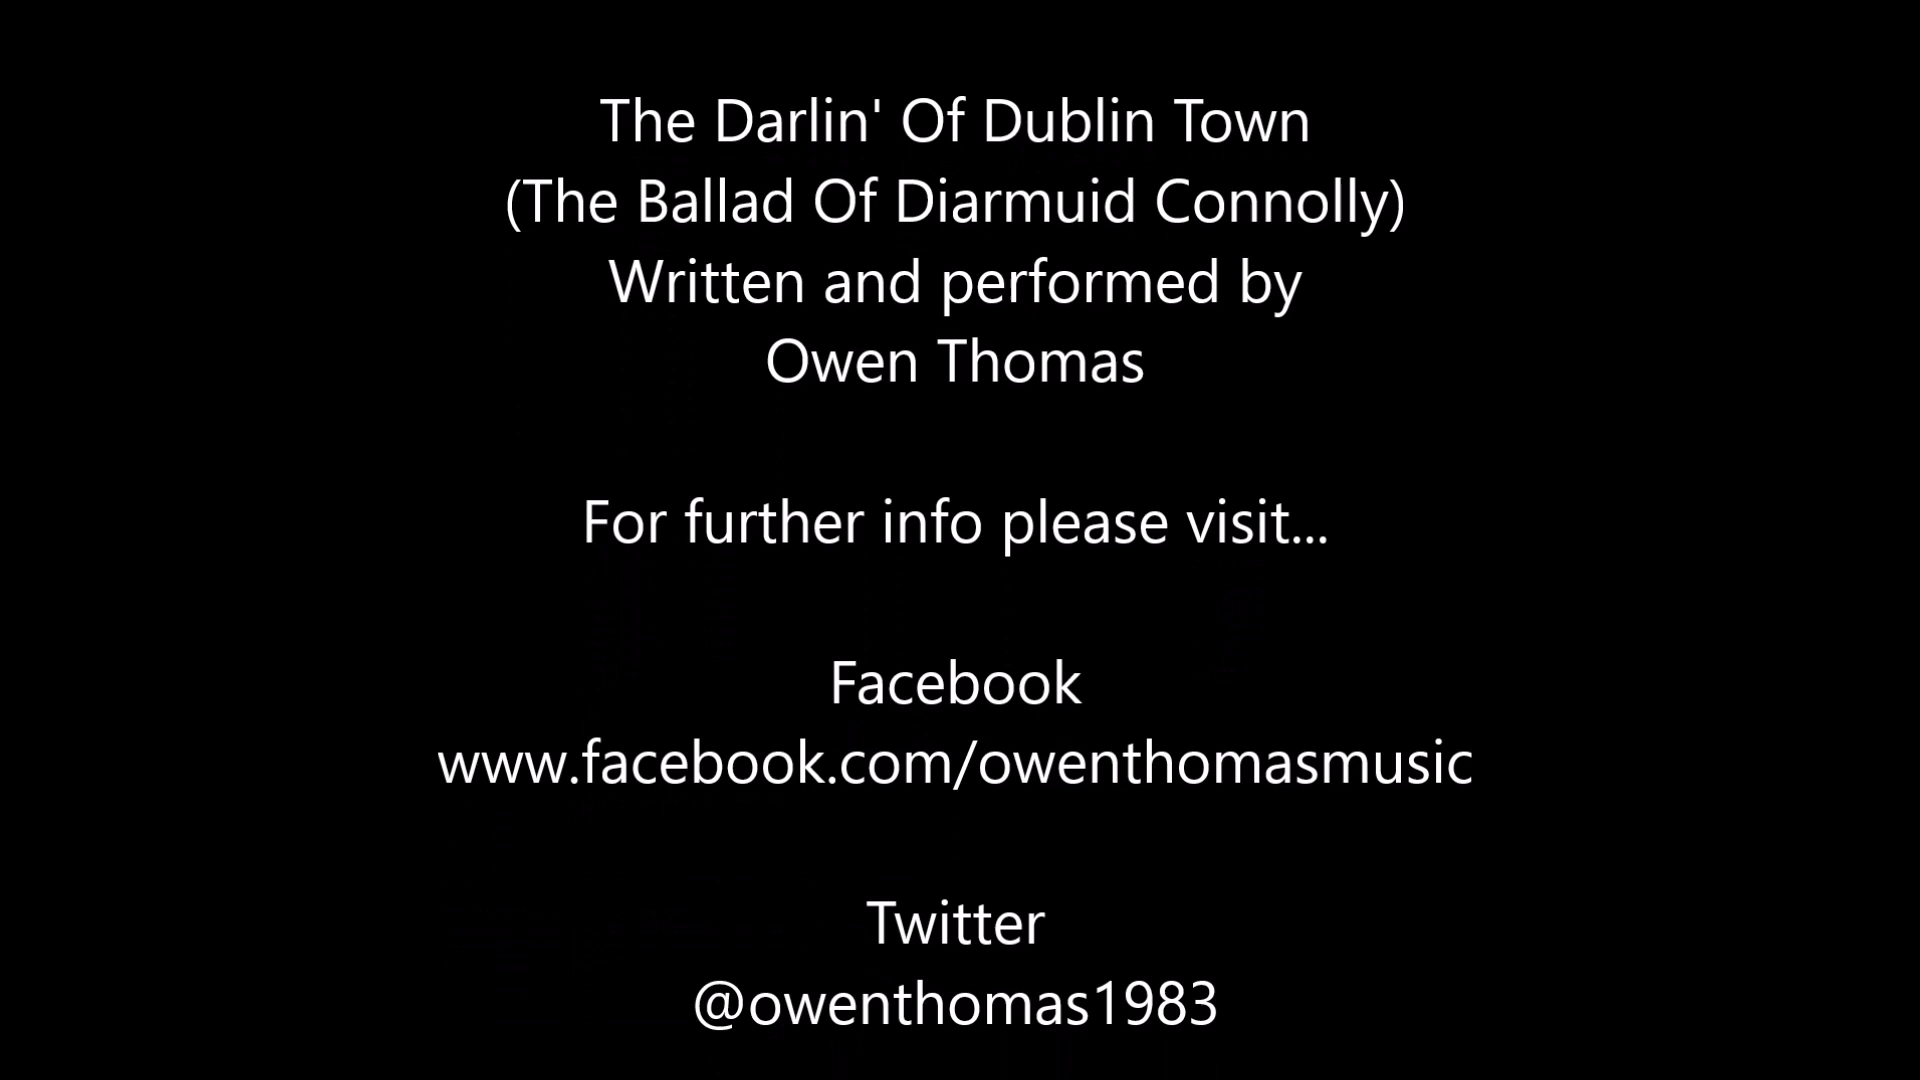 The Darlin' Of Dublin Town
(The Ballad Of Diarmuid Connolly)
Written and performed by
Owen Thomas
For further info please visit...
Facebook
www.facebook.com/owenthomasmusic
Twitter
@owenthomas1983